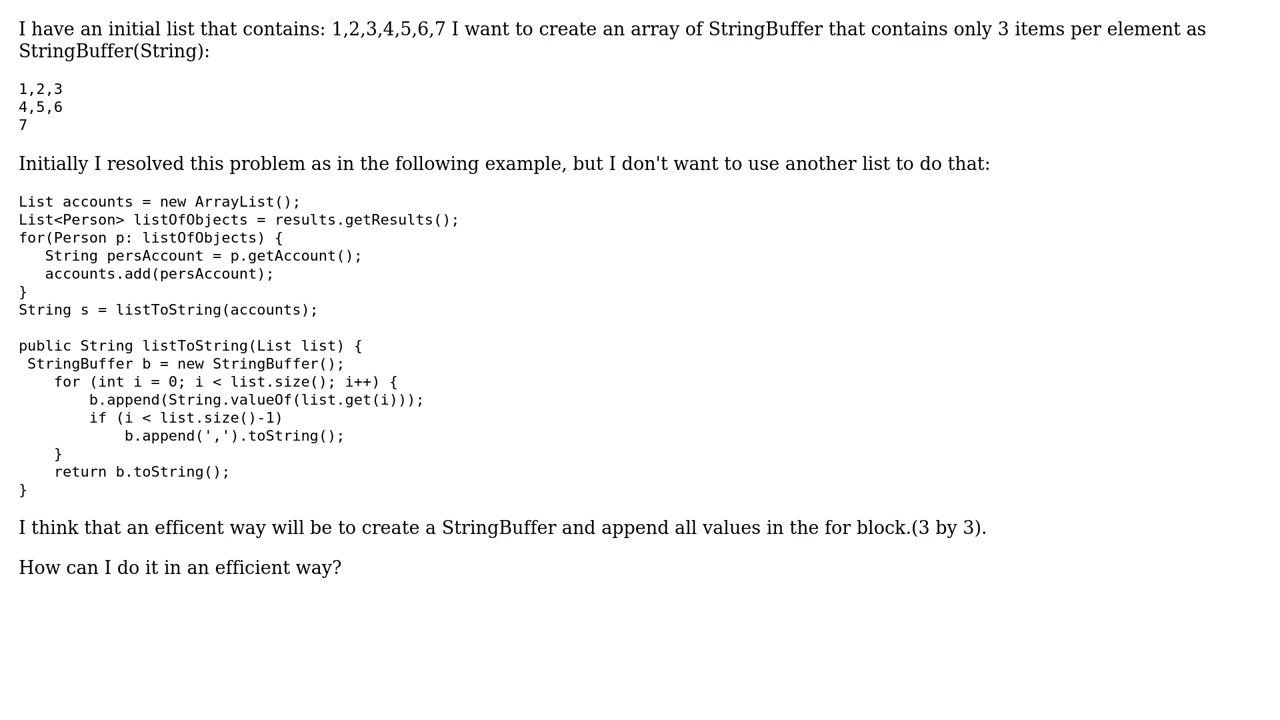 I have an initial list that contains: 1,2,3,4,5,6,7 I want to create an array of StringBuffer that contains only 3 items per element as
StringBuffer(String):
1,2,3
4,5,6
7
Initially I resolved this problem as in the following example, but I don't want to use another list to do that:
List accounts = new ArrayList();
List<Person> listOfObjects = results.getResults();
for(Person p: listOfObjects) {
   String persAccount = p.getAccount();
   accounts.add(persAccount);
}
String s = listToString(accounts);

public String listToString(List list) {
 StringBuffer b = new StringBuffer();
    for (int i = 0; i < list.size(); i++) {
        b.append(String.valueOf(list.get(i)));
        if (i < list.size()-1)
            b.append(',').toString();
    }
    return b.toString();
}
I think that an efficent way will be to create a StringBuffer and append all values in the for block.(3 by 3).
How can I do it in an efficient way?